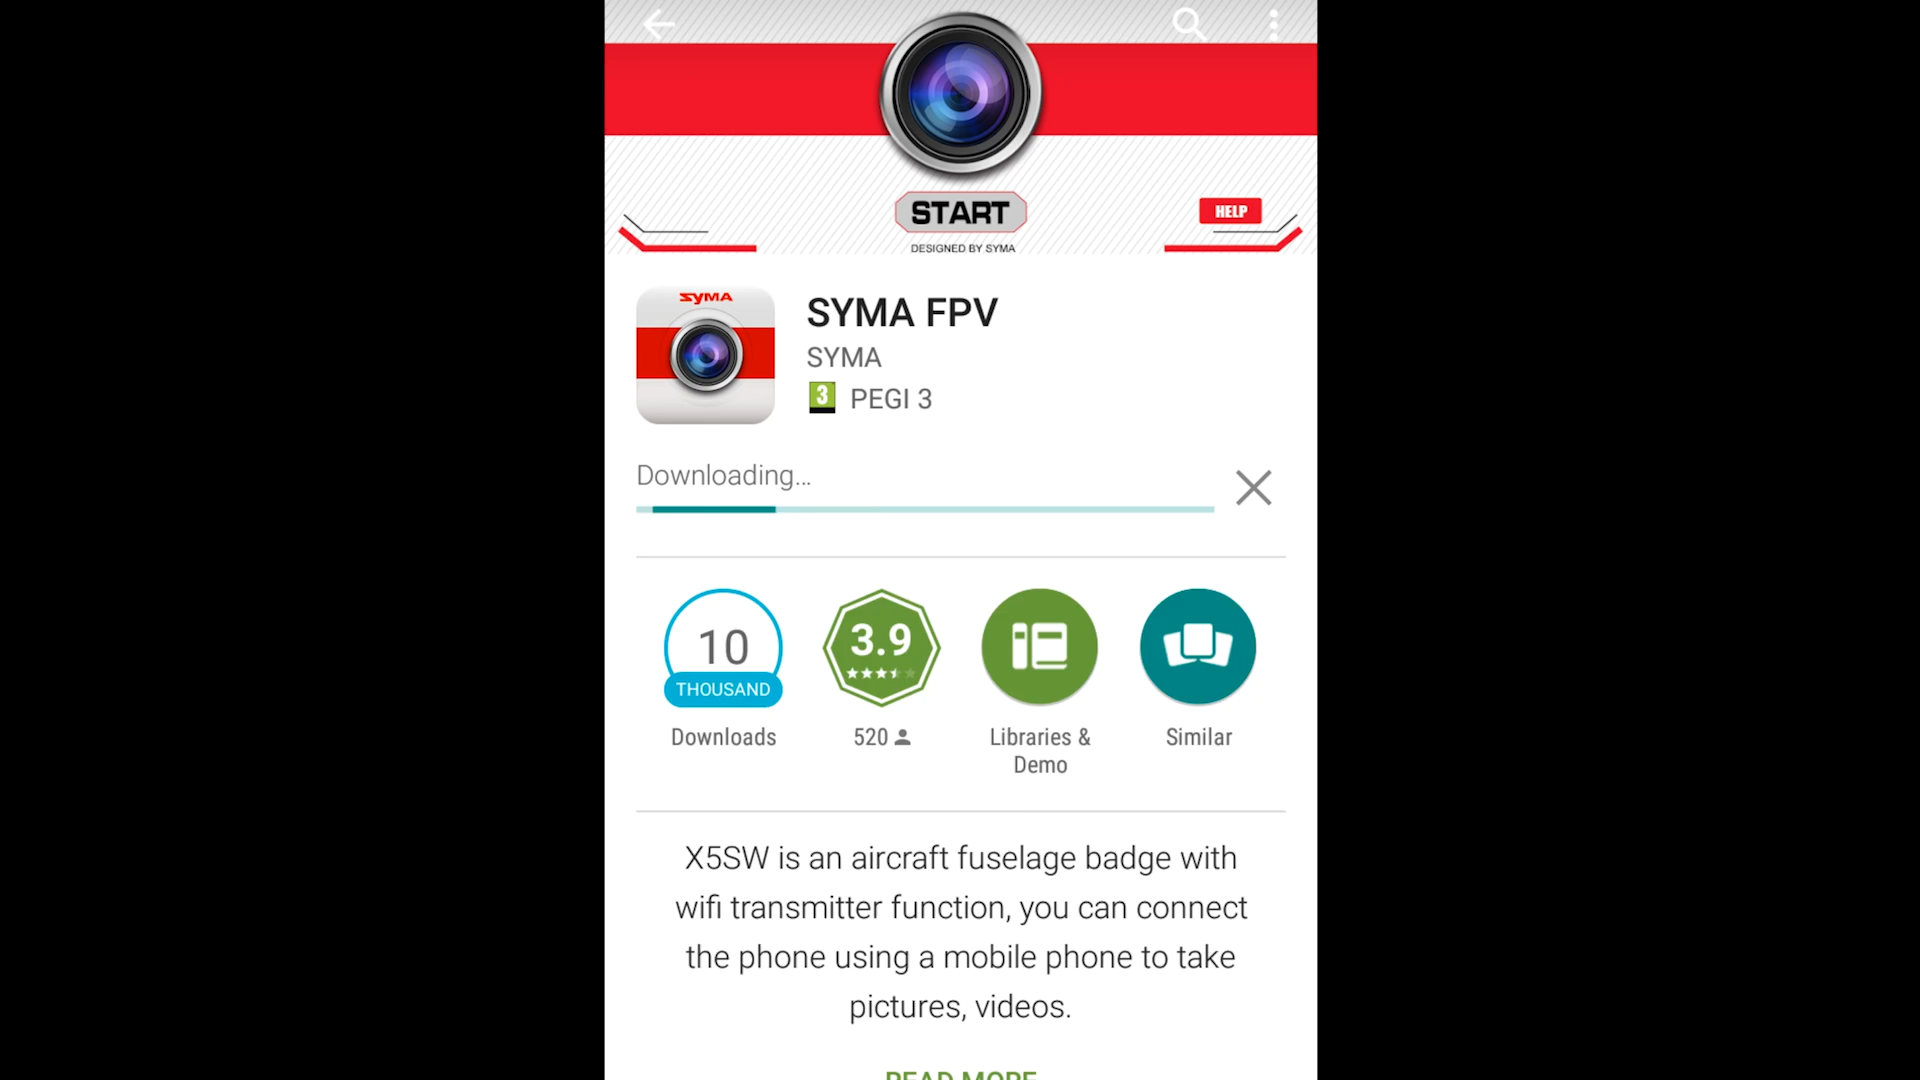 START
HELP
DESIGNED BY SYMA
SYMA
SYMA FPV
SYMA
3 PEGI 3
Downloading...
10
THOUSAND
Downloads
3.9
520
Libraries &
Demo
Similar
X5SW is an aircraft fuselage badge with
wifi transmitter function, you can connect
the phone using a mobile phone to take
pictures, videos.
READ MORE